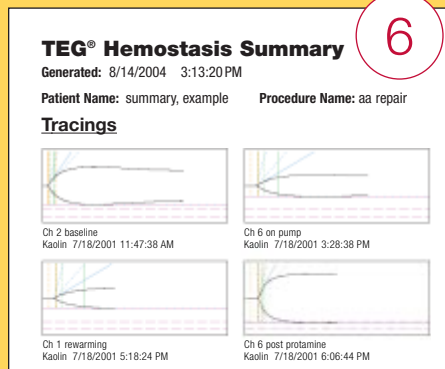 6
TEG® Hemostasis Summary
Generated: 8/14/2004 3:13:20 PM
Patient Name: summary, example Procedure Name: aa repair
Tracings
Ch 2 baseline
Kaolin 7/18/2001 11:47:38 AM
Ch 6 on pump
Kaolin 7/18/2001 3:28:38 PM
Ch 1 rewarming
Kaolin 7/18/2001 5:18:24 PM
Ch 6 post protamine
Kaolin 7/18/2001 6:06:44 PM